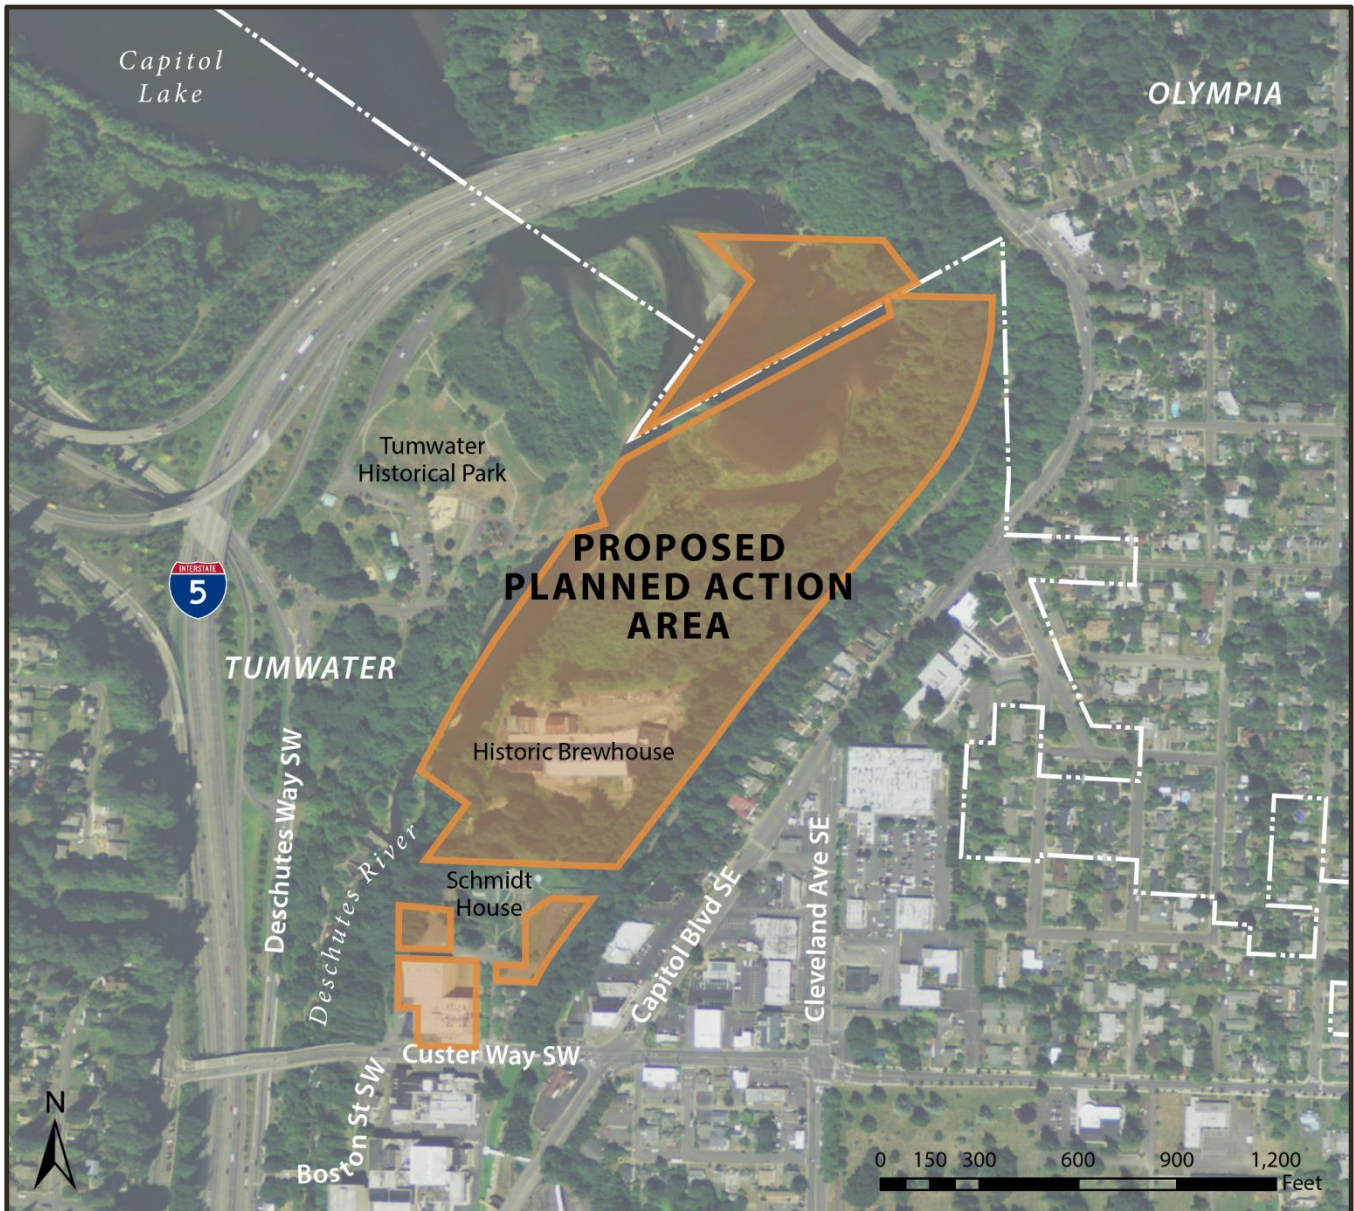 Capitol
Lake
OLYMPIA
Tumwater
Historical Park
PROPOSED
PLANNED ACTION
AREA
INTERSTATE
5
TUMWATER
Historic Brewhouse
Deschutes Way SW
Deschutes River
Schmidt
House
Capitol Blvd SE
Cleveland Ave SE
Custer Way SW
Boston St SW
N
0 150 300 600 900 1,200
Feet